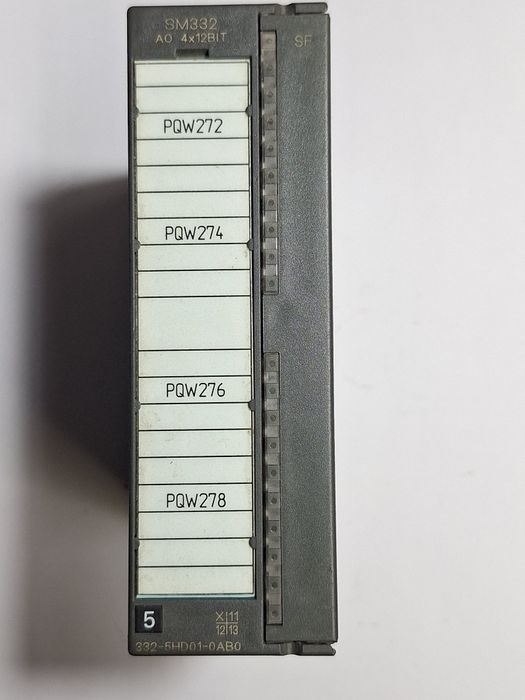 SM332
AO 4x12BIT
SF
PQW272
PQW274
PQW276
PQW278
5
X 11
12 13
332-5HD01-0AB0